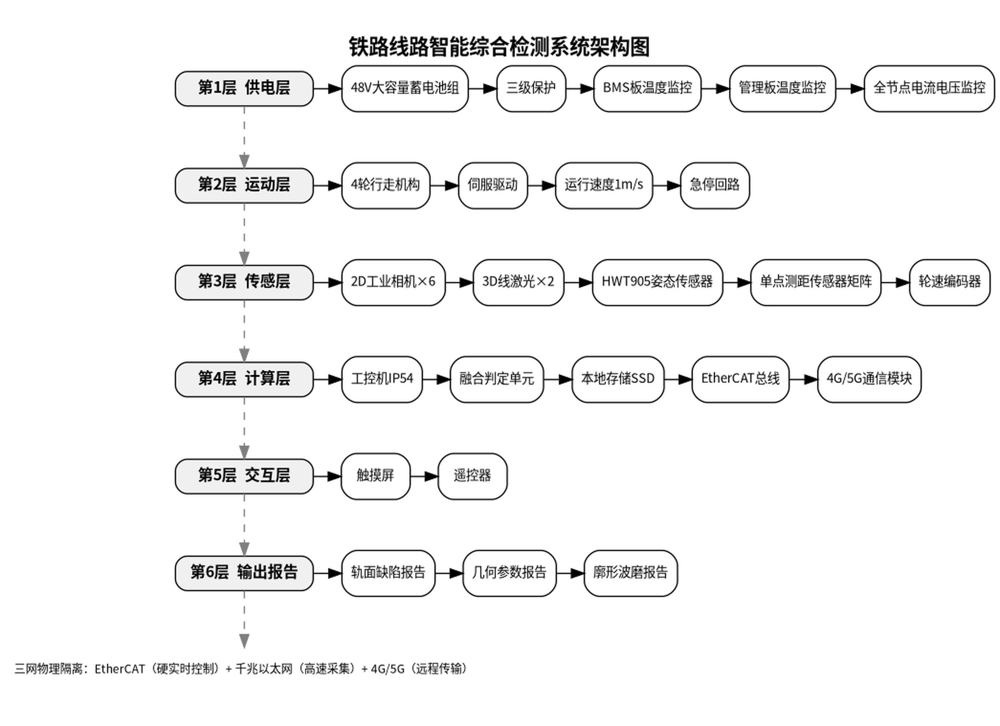 铁路线路智能综合检测系统架构图
第1层 供电层
48V大容量蓄电池组
三级保护
BMS板温度监控
管理板温度监控
全节点电流电压监控
第2层 运动层
4轮行走机构
伺服驱动
运行速度1m/s
急停回路
第3层 传感层
2D工业相机×6
3D线激光×2
HWT905姿态传感器
单点测距传感器矩阵
轮速编码器
第4层 计算层
工控机IP54
融合判定单元
本地存储SSD
EtherCAT总线
4G/5G通信模块
第5层 交互层
触摸屏
遥控器
第6层 输出报告
轨面缺陷报告
几何参数报告
廓形波磨报告
三网物理隔离：EtherCAT（硬实时控制）+ 千兆以太网（高速采集）+ 4G/5G（远程传输）